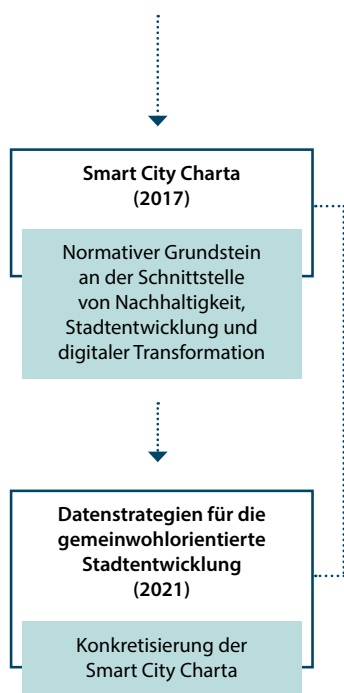 Smart City Charta
(2017)
Normativer Grundstein
an der Schnittstelle
von Nachhaltigkeit,
Stadtentwicklung und
digitaler Transformation
Datenstrategien für die
gemeinwohlorientierte
Stadtentwicklung
(2021)
Konkretisierung der
Smart City Charta